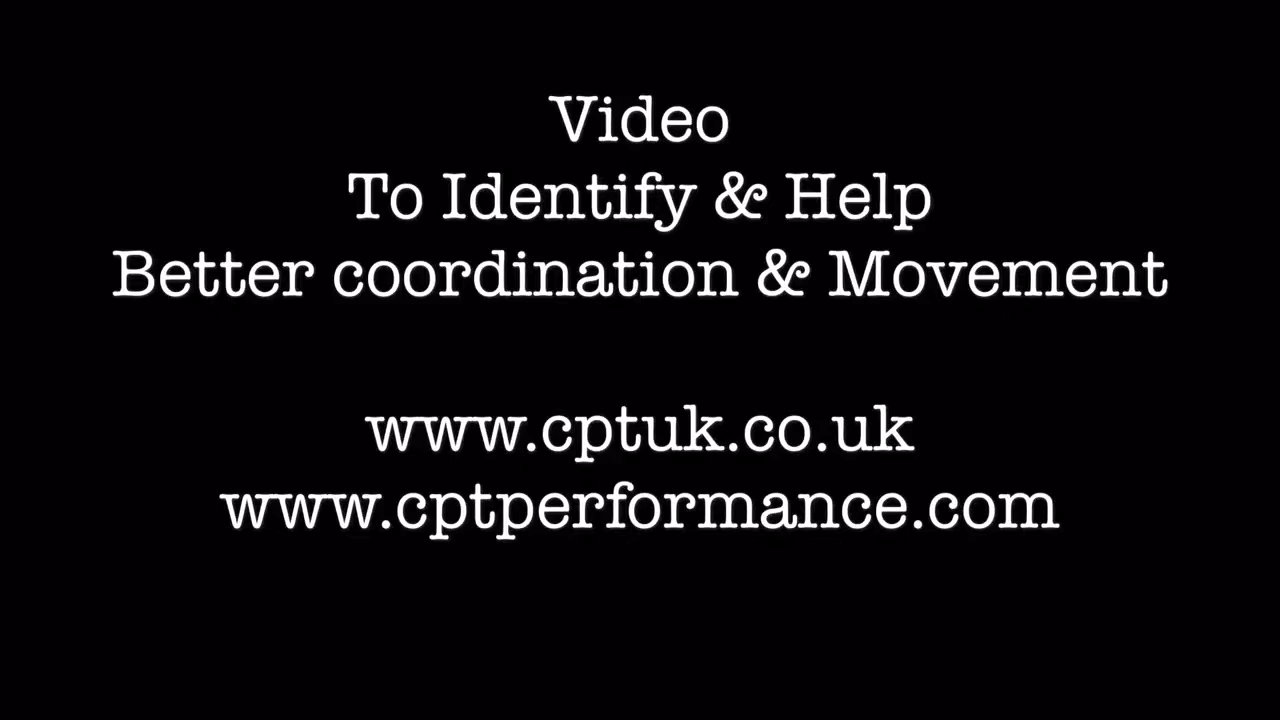 Video
To Identify & Help
Better coordination & Movement
www.cptuk.co.uk
www.cptperformance.com